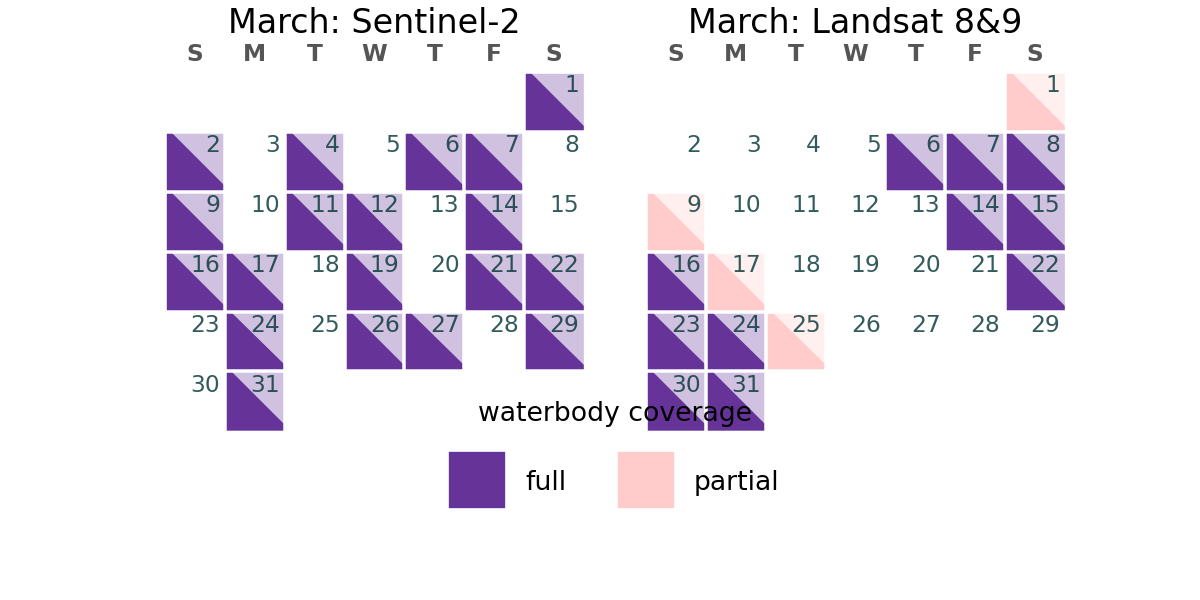 March: Sentinel-2
S M T W T F S
1
2 3 4 5 6 7 8
9 10 11 12 13 14 15
16 17 18 19 20 21 22
23 24 25 26 27 28 29
30 31
March: Landsat 8&9
S M T W T F S
1
2 3 4 5 6 7 8
9 10 11 12 13 14 15
16 17 18 19 20 21 22
23 24 25 26 27 28 29
30 31
waterbody coverage
full partial